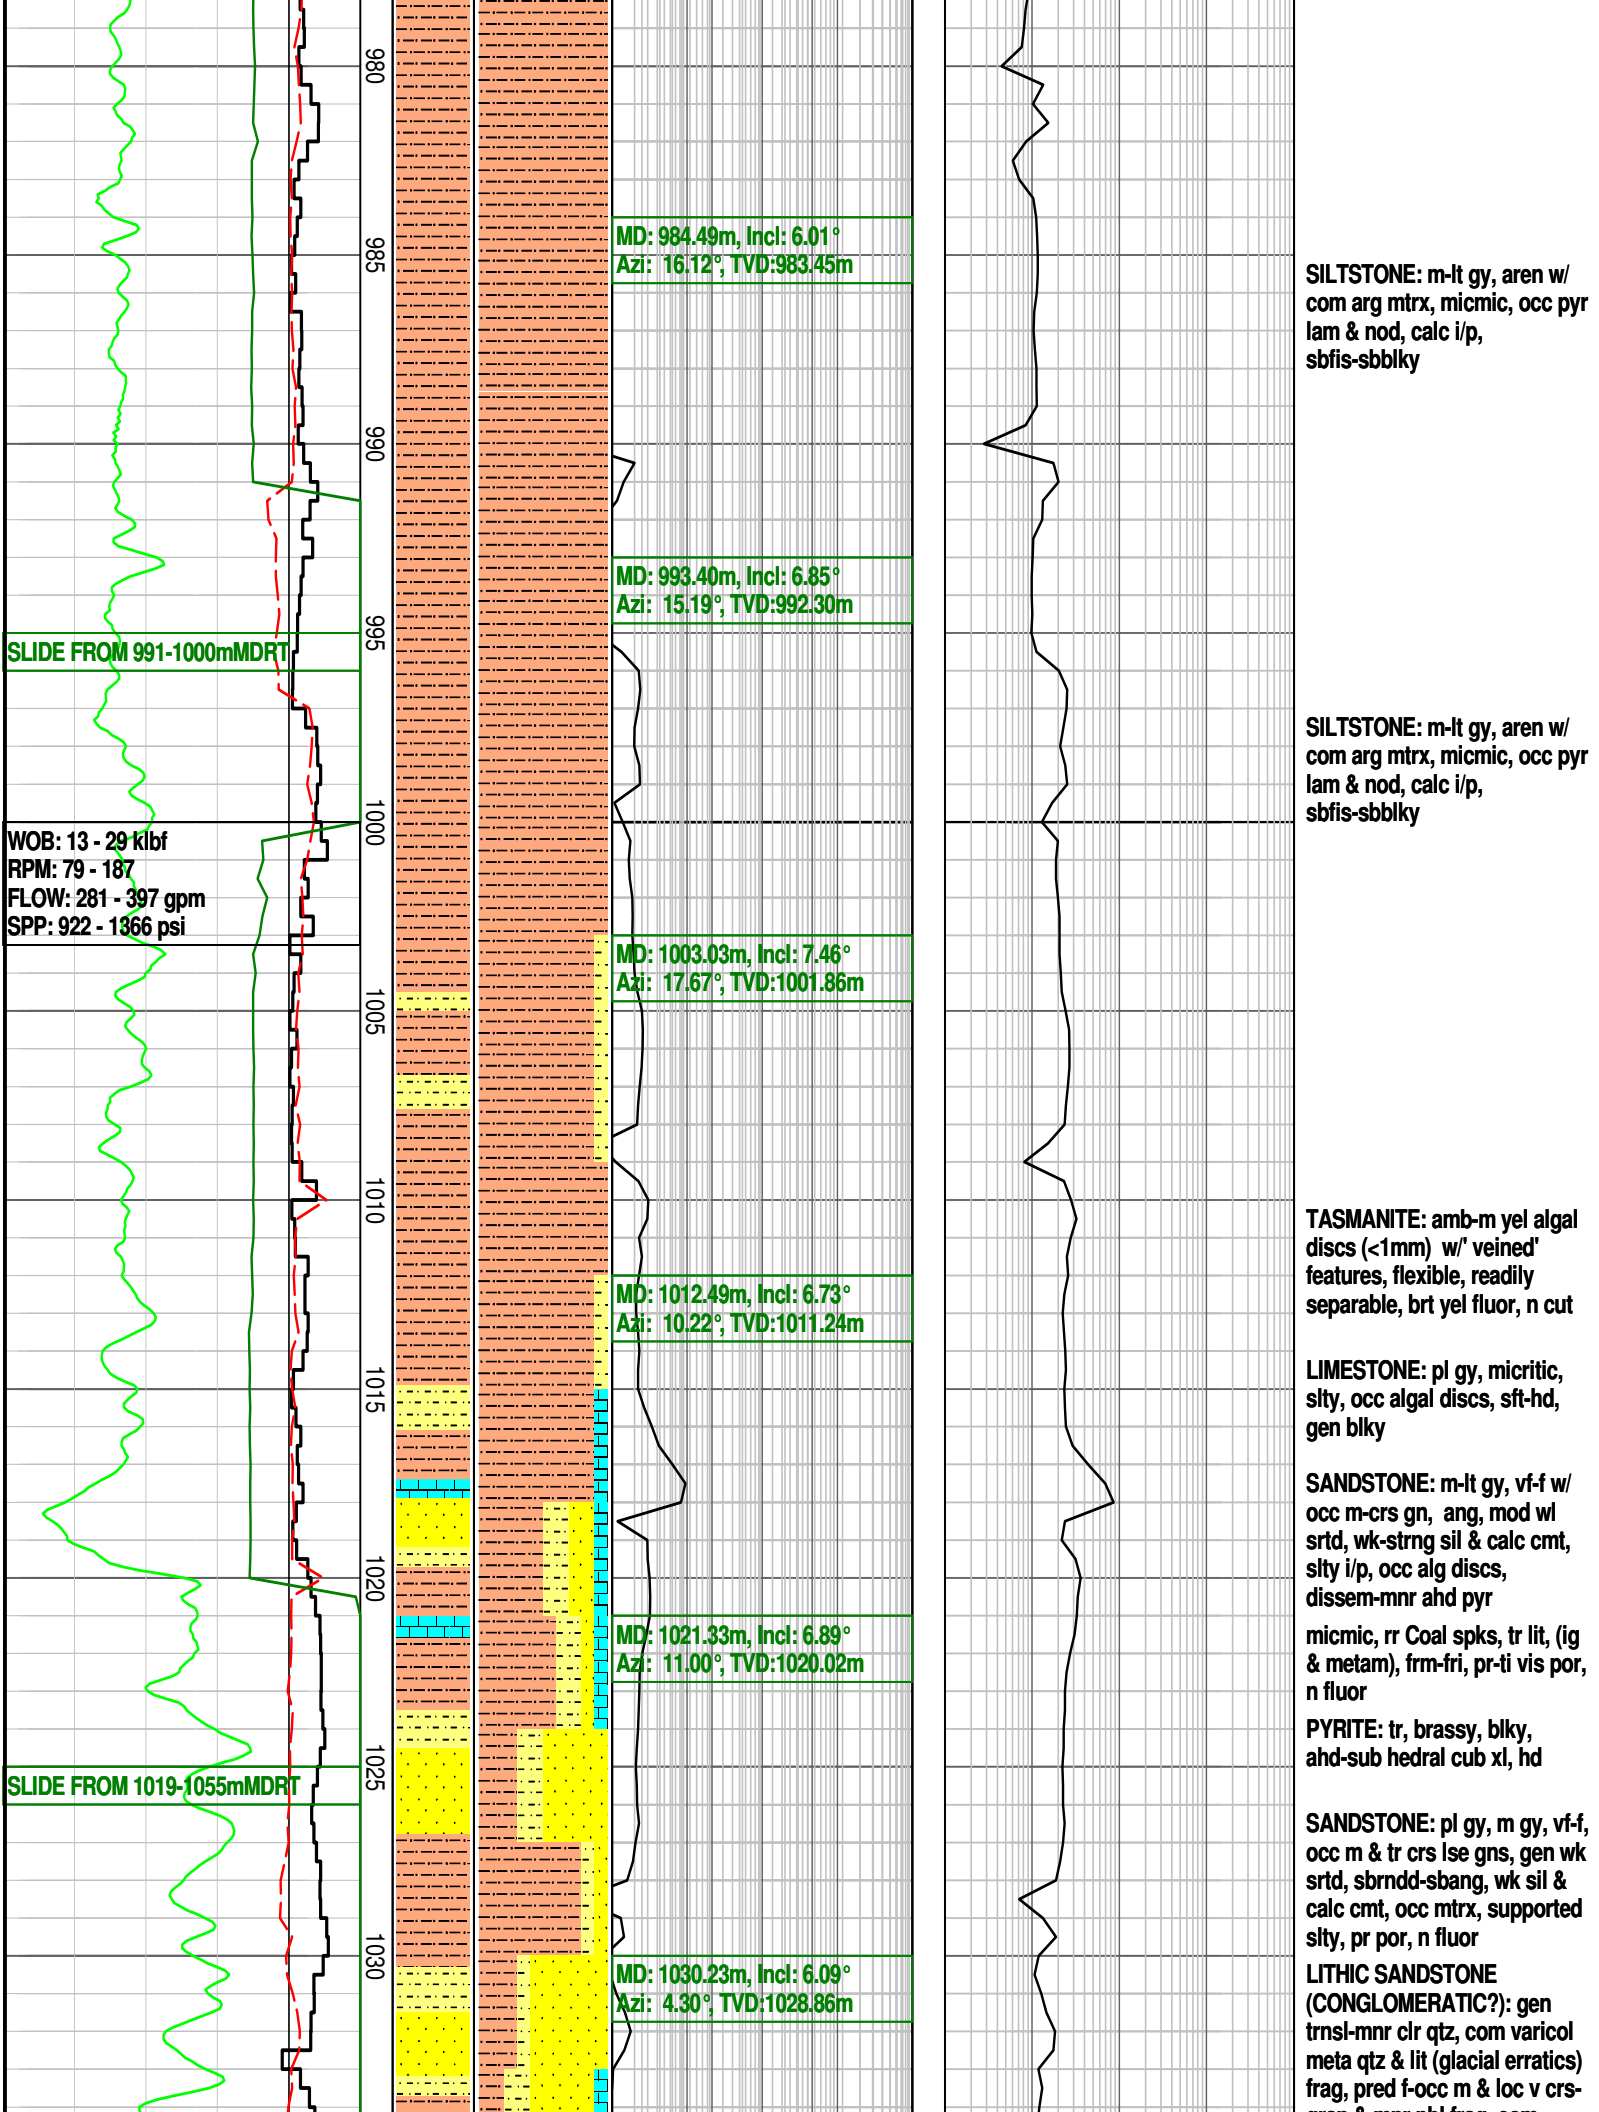 980
MD: 984.49m, Incl: 6.01°
Azi: 16.12°, TVD:983.45m
985
SILTSTONE: m-lt gy, aren w/
com arg mtrx, micmic, occ pyr
lam & nod, calc i/p,
sbfis-sbblky
990
MD: 993.40m, Incl: 6.85°
Azi: 15.19°, TVD:992.30m
995
SLIDE FROM 991-1000mMDRT
SILTSTONE: m-lt gy, aren w/
com arg mtrx, micmic, occ pyr
lam & nod, calc i/p,
sbfis-sbblky
1000
WOB: 13 - 29 klbf
RPM: 79 - 187
FLOW: 281 - 397 gpm
SPP: 922 - 1366 psi
MD: 1003.03m, Incl: 7.46°
Azi: 17.67°, TVD:1001.86m
1005
1010
TASMANITE: amb-m yel algal
discs (<1mm) w/' veined'
features, flexible, readily
separable, brt yel fluor, n cut
MD: 1012.49m, Incl: 6.73°
Azi: 10.22°, TVD:1011.24m
1015
LIMESTONE: pl gy, micritic,
slty, occ algal discs, sft-hd,
gen blky
SANDSTONE: m-lt gy, vf-f w/
occ m-crs gn, ang, mod wl
srtd, wk-strng sil & calc cmt,
slty i/p, occ alg discs,
dissem-mnr ahd pyr
1020
micmic, rr Coal spks, tr lit, (ig
& metam), frm-fri, pr-ti vis por,
n fluor
MD: 1021.33m, Incl: 6.89°
Azi: 11.00°, TVD:1020.02m
PYRITE: tr, brassy, blky,
ahd-sub hedral cub xl, hd
1025
SLIDE FROM 1019-1055mMDRT
SANDSTONE: pl gy, m gy, vf-f,
occ m & tr crs lse gns, gen wk
srtd, sbrndd-sbang, wk sil &
calc cmt, occ mtrx, supported
slty, pr por, n fluor
1030
MD: 1030.23m, Incl: 6.09°
Azi: 4.30°, TVD:1028.86m
LITHIC SANDSTONE
(CONGLOMERATIC?): gen
trnsl-mnr clr qtz, com varicol
meta qtz & lit (glacial erratics)
frag, pred f-occ m & loc v crs-